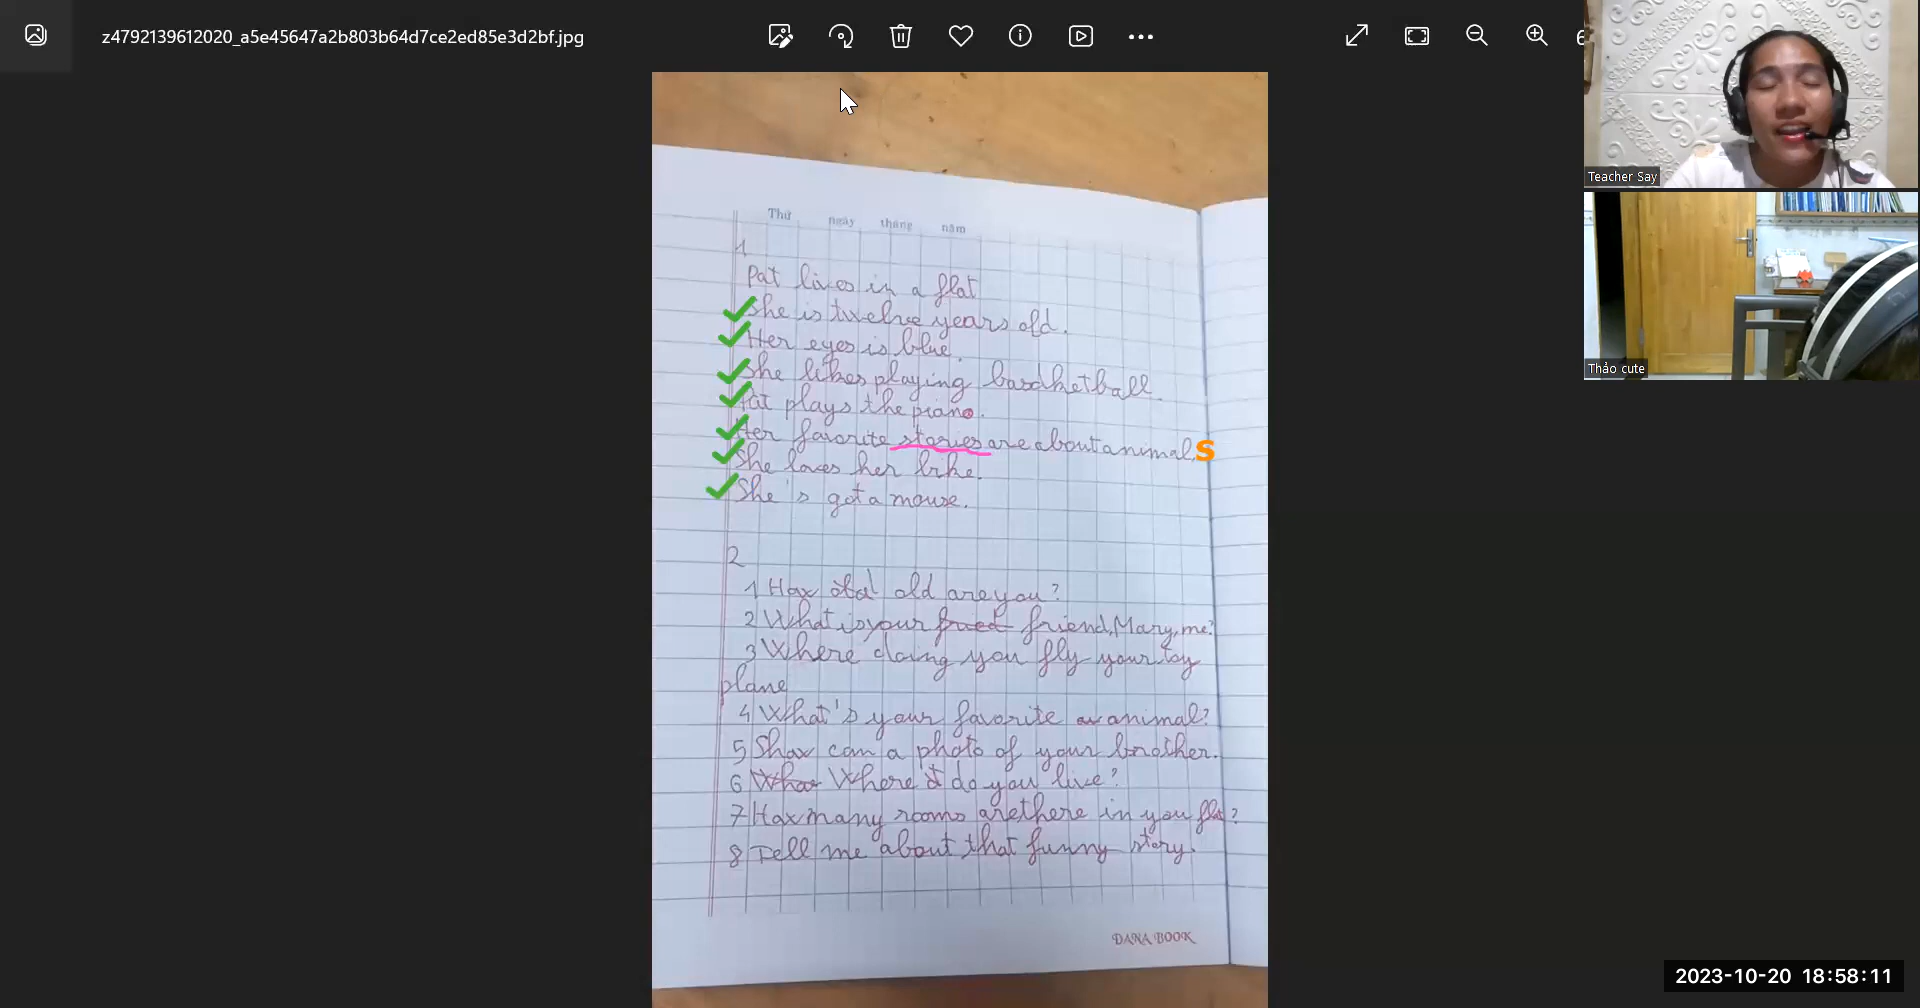 z4792139612020_a5e45647a2b803b64d7ce2ed85e3d2bf.jpg
Teacher Say
Thảo cute
Thứ ngày tháng năm
1
Pat lives in a flat
She is twelve years old.
Her eyes is blue.
She likes playing basdketball.
Pat plays the piano.
Her favorite stories are about animal, s
She loves her bike.
She's got a mouse.
2
1 How old are you?
2 What is your fried friend, Mary, me?
3 Where doing you fly your toy
plane
4 What's your favorite animal?
5 Show can a photo of your brother.
6 Where do you live?
7 How many rooms are there in you flat?
8 Tell me about that funny story.
DANA BOOK
2023-10-20 18:58:11